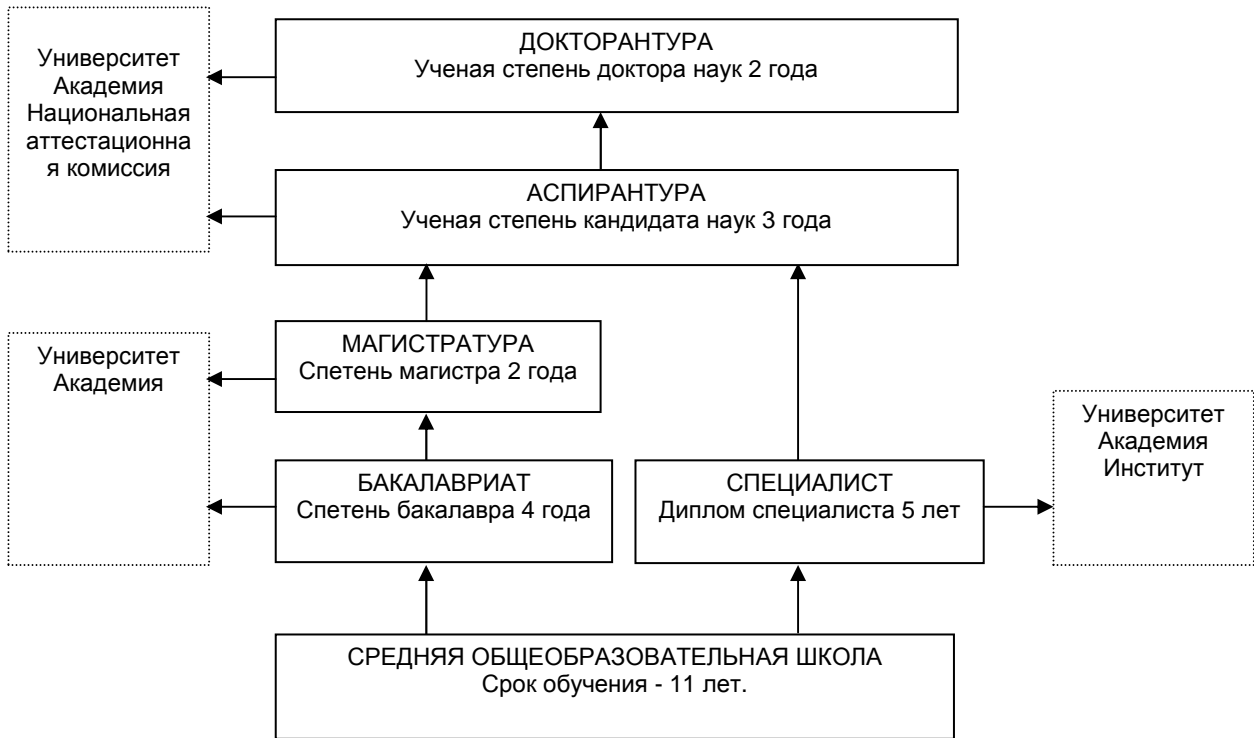 Университет
Академия
Национальная
аттестационна
я комиссия
ДОКТОРАНТУРА
Ученая степень доктора наук 2 года
АСПИРАНТУРА
Ученая степень кандидата наук 3 года
Университет
Академия
МАГИСТРАТУРА
Спетень магистра 2 года
БАКАЛАВРИАТ
Спетень бакалавра 4 года
СПЕЦИАЛИСТ
Диплом специалиста 5 лет
Университет
Академия
Институт
СРЕДНЯЯ ОБЩЕОБРАЗОВАТЕЛЬНАЯ ШКОЛА
Срок обучения - 11 лет.